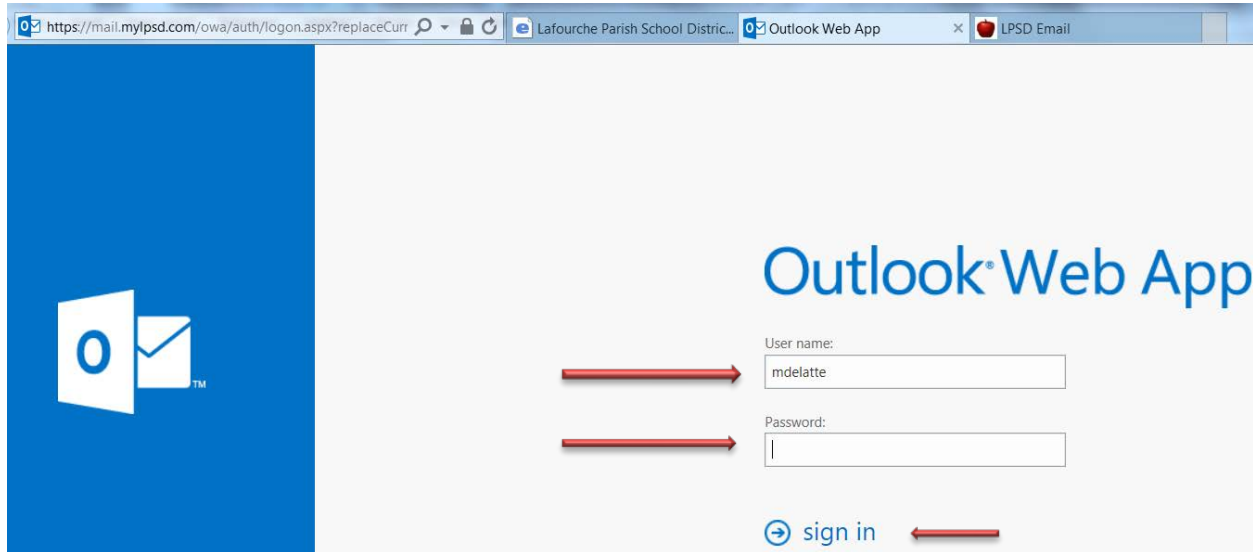 https://mail.mylpsd.com/owa/auth/logon.aspx?replaceCurr
Lafourche Parish School Distric...
Outlook Web App
LPSD Email
Outlook® Web App
O
TM
User name:
mdelatte
Password:
sign in